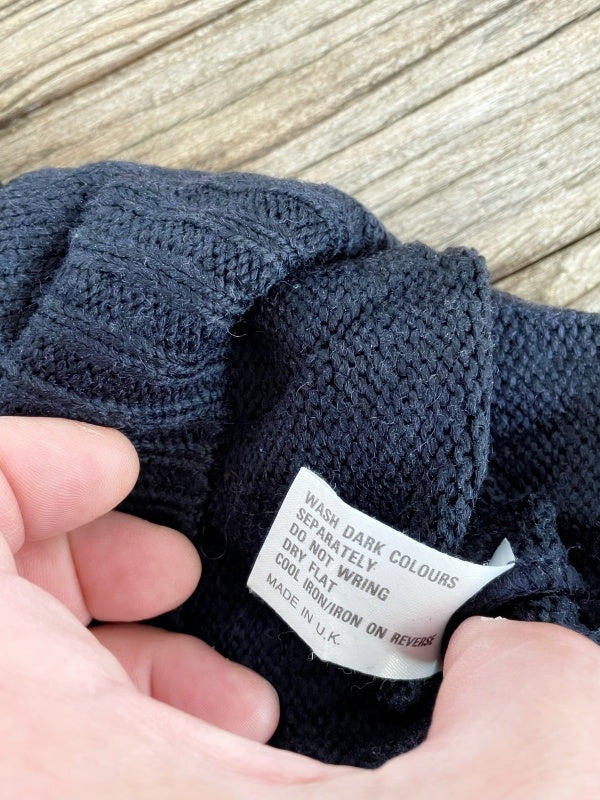 WASH DARK COLOURS
SEPARATELY
DO NOT WRING
DRY FLAT
COOL IRON/IRON ON REVERSE
MADE IN U.K.